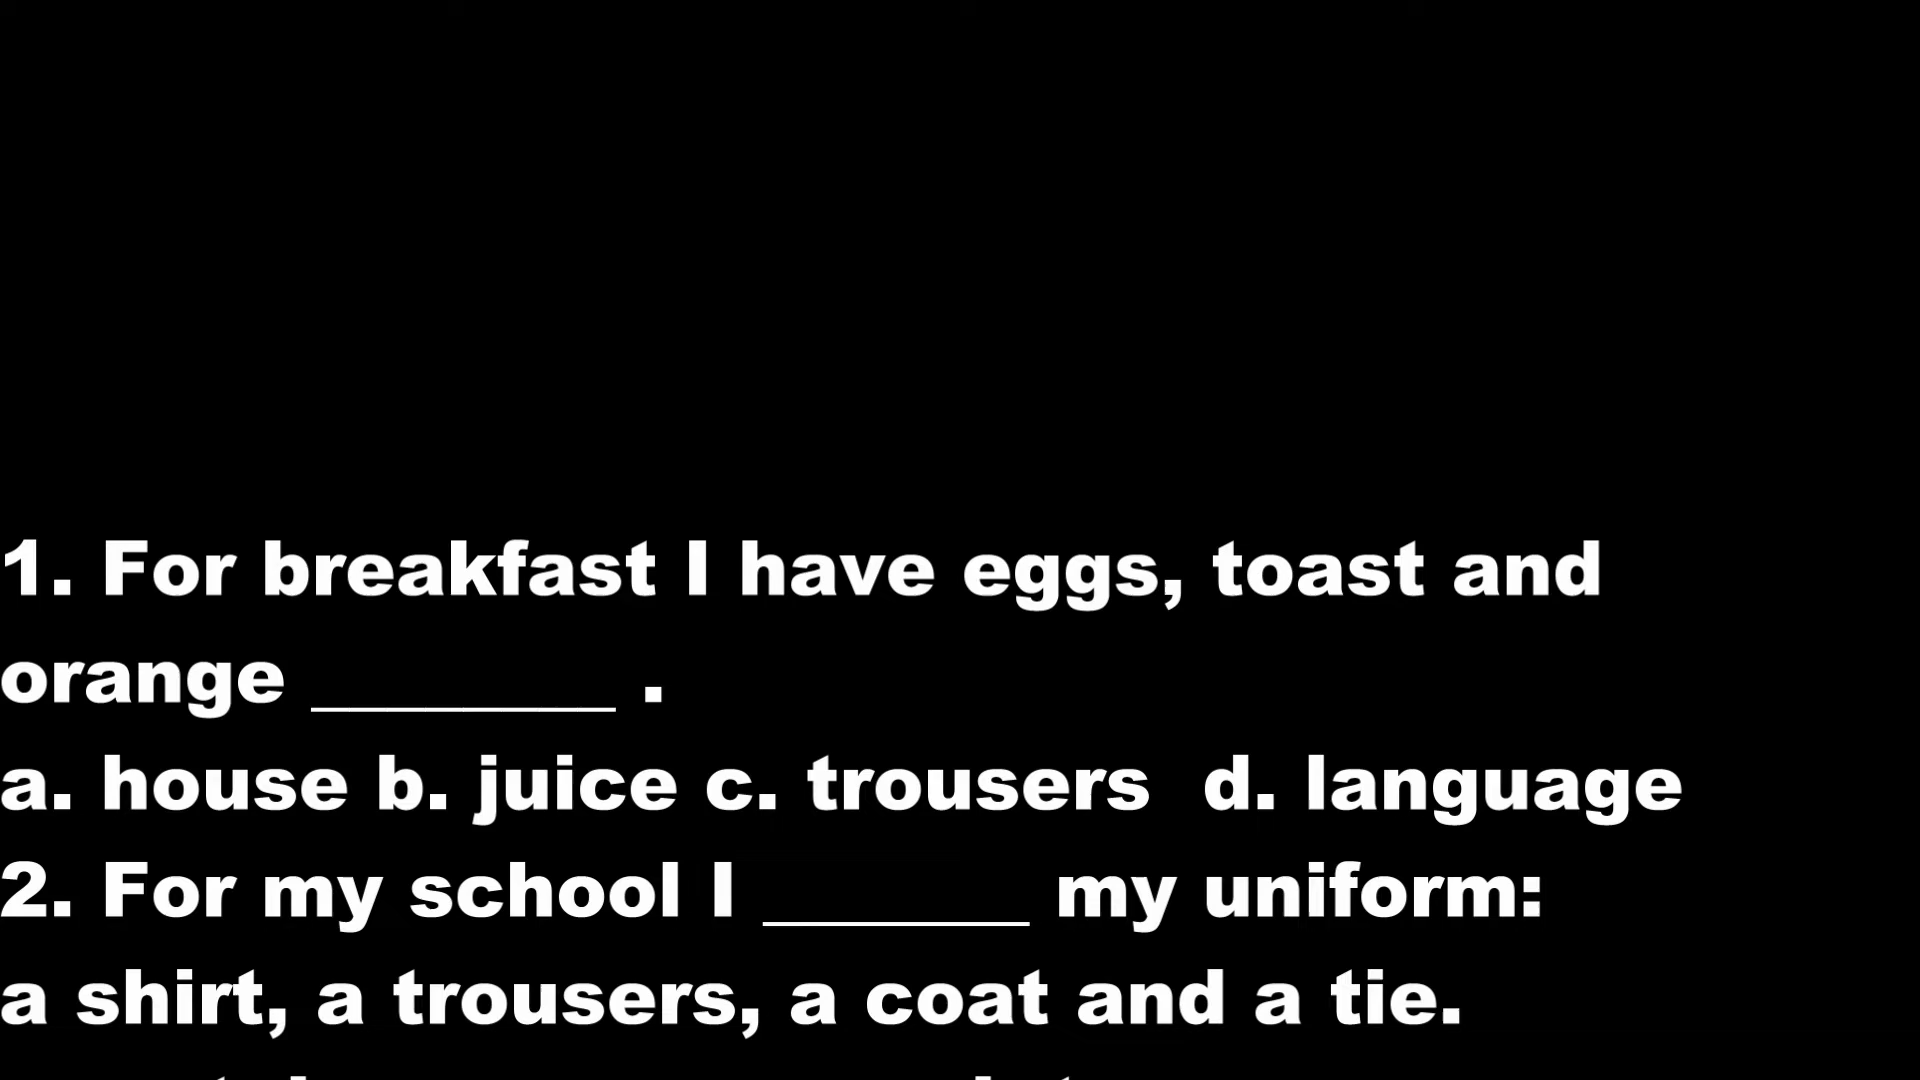 1. For breakfast I have eggs, toast and
orange ________ .
a. house b. juice c. trousers  d. language
2. For my school I _______ my uniform:
a shirt, a trousers, a coat and a tie.